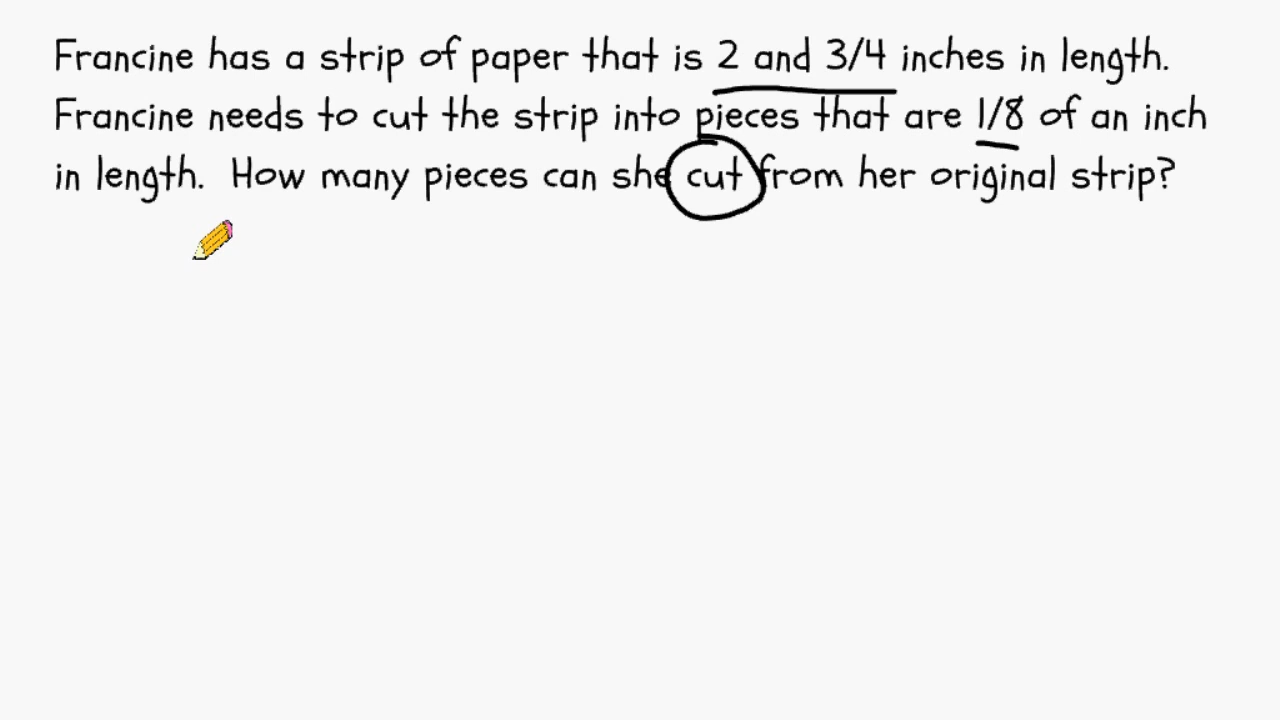 Francine has a strip of paper that is 2 and 3/4 inches in length.
Francine needs to cut the strip into pieces that are 1/8 of an inch
in length. How many pieces can she cut from her original strip?